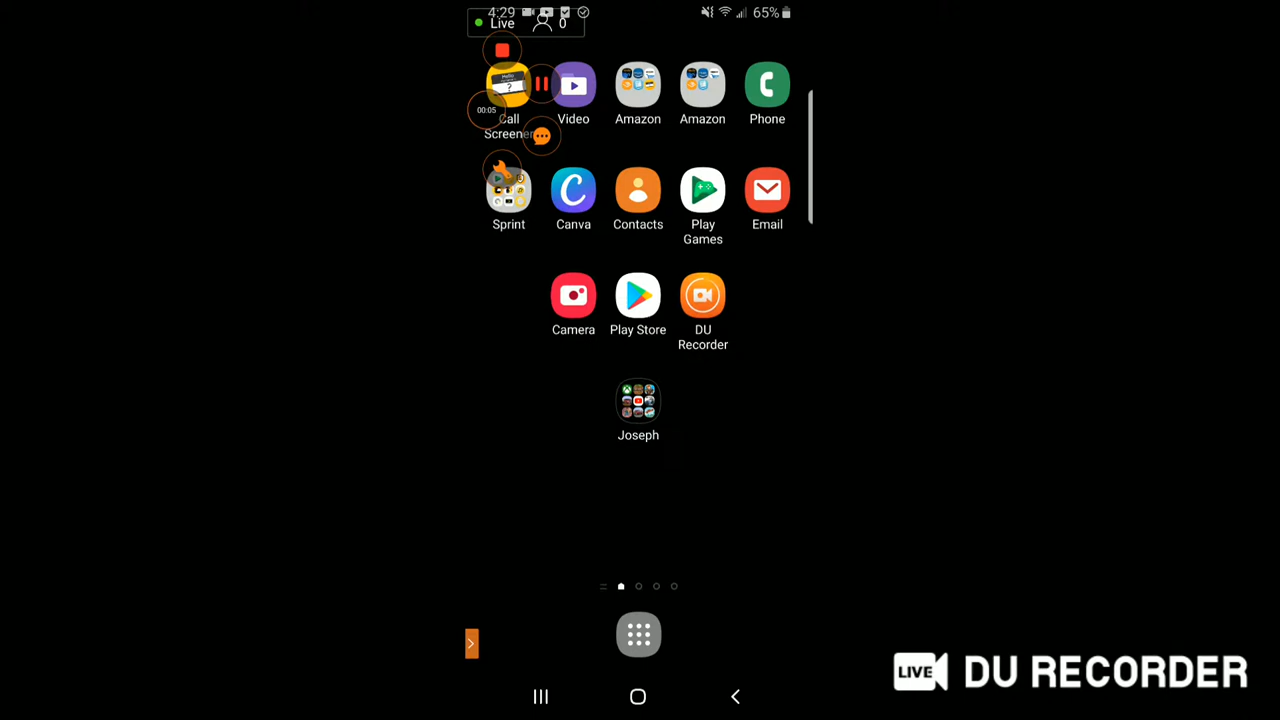 4:29
65%
Live 0
00:05
Hello
?
Call
Screener
Video
Amazon
Amazon
Phone
Sprint
Canva
Contacts
Play
Games
Email
Camera
Play Store
DU
Recorder
Joseph
LIVE DU RECORDER